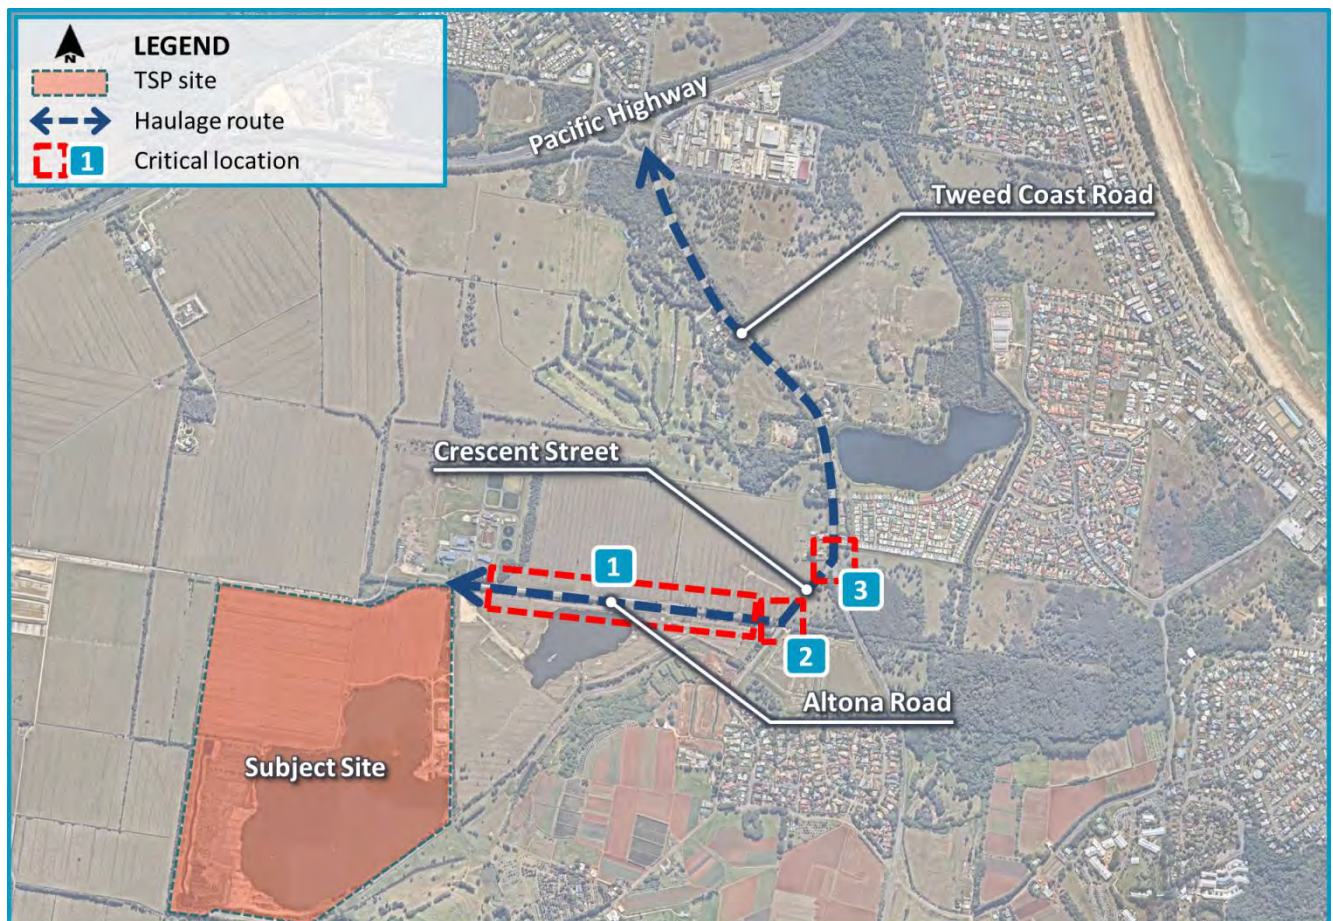 N
LEGEND
TSP site
Haulage route
1 Critical location
Pacific Highway
Tweed Coast Road
Crescent Street
1
3
2
Altona Road
Subject Site